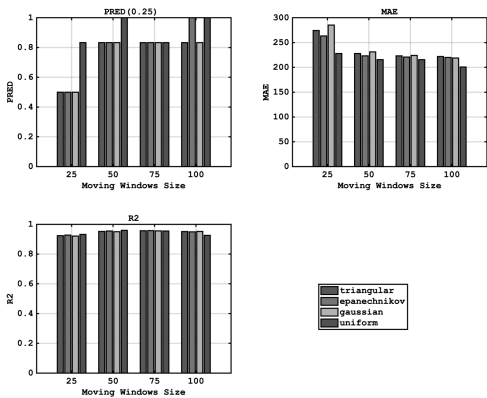 PRED(0.25)
1
0.8
0.6
0.4
0.2
0
PRED
25 50 75 100
Moving Windows Size
MAE
300
250
200
150
100
50
0
MAE
25 50 75 100
Moving Windows Size
R2
1
0.8
0.6
0.4
0.2
0
R2
25 50 75 100
Moving Windows Size
triangular
epanechnikov
gaussian
uniform